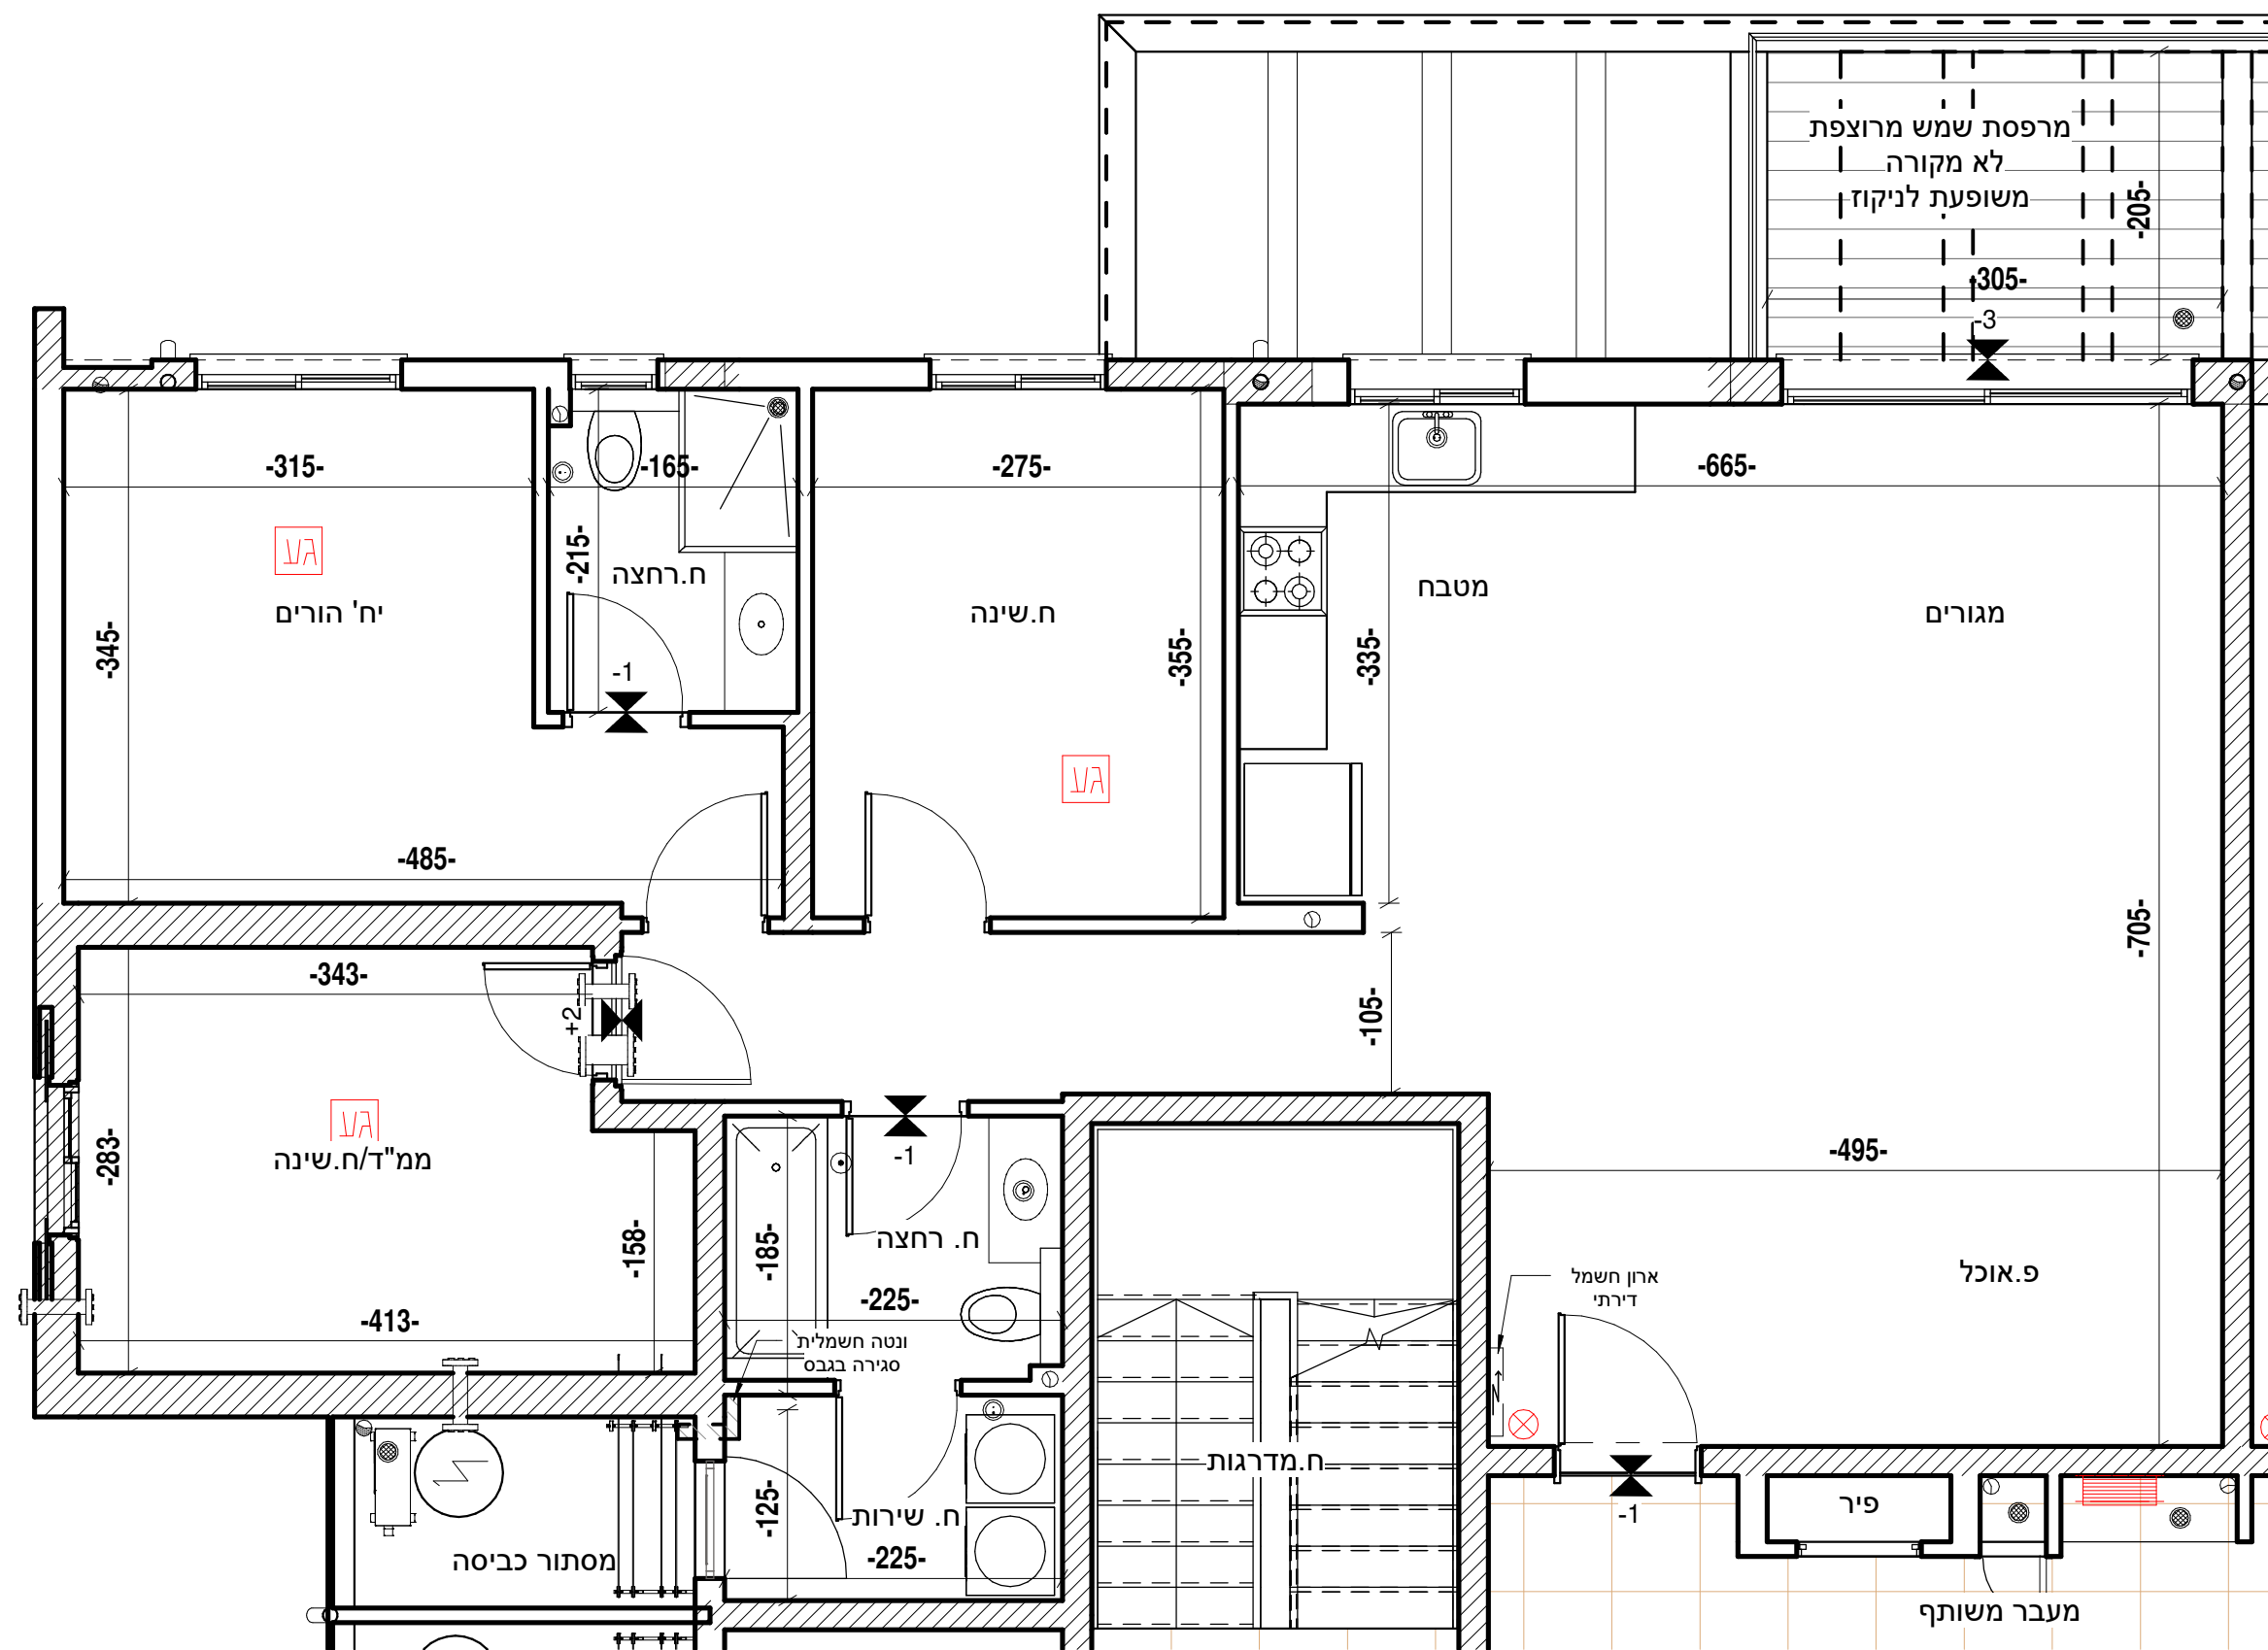 מרפסת שמש מרוצפת
לא מקורה
משופעת לניקוז
-205-
-305-
-3
-315-
-165-
-275-
-665-
גע
-215-
ח.רחצה
מטבח
יח' הורים
ח.שינה
מגורים
-345-
-355-
-335-
-1
גע
-485-
-705-
-343-
+2
-105-
גע
-283-
ממ"ד/ח.שינה
-1
-495-
-158-
-185-
ח. רחצה
פ.אוכל
ארון חשמל
דירתי
-225-
-413-
ונטה חשמלית
סגירה בגבס
ח.מדרגות
-125-
ח. שירות
-225-
פיר
-1
מסתור כביסה
מעבר משותף